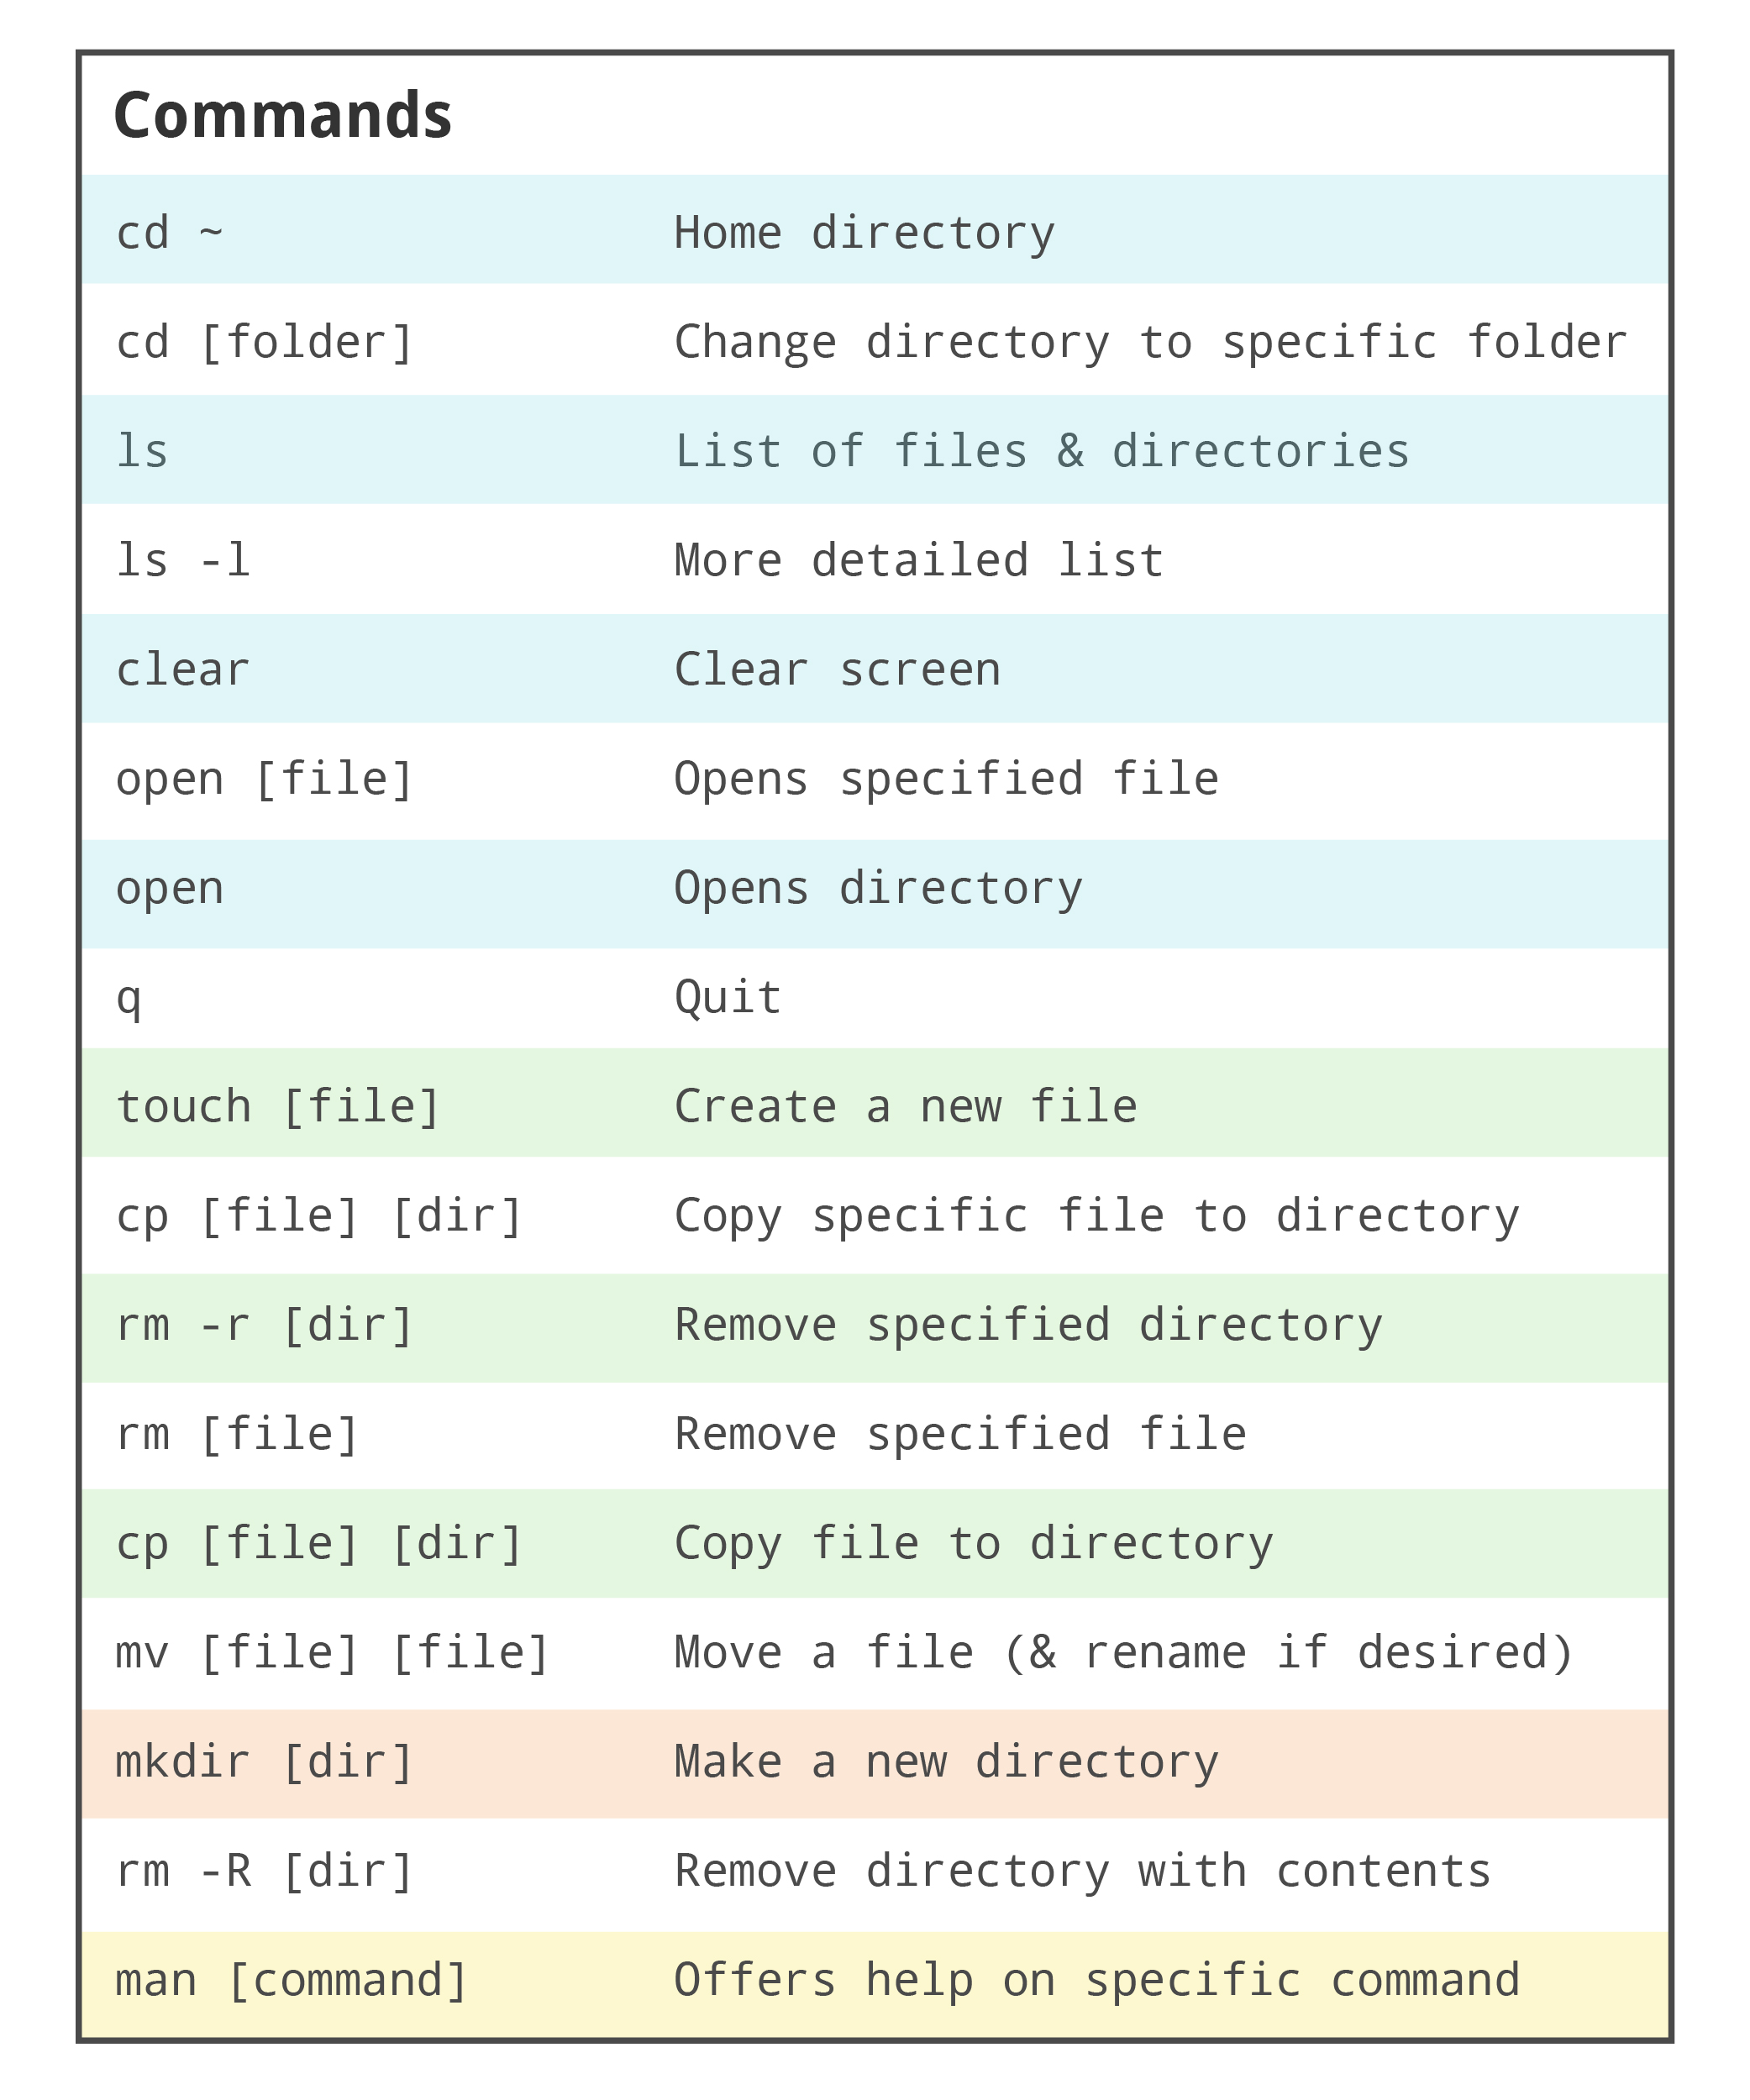 Commands
cd ~ Home directory
cd [folder] Change directory to specific folder
ls List of files & directories
ls -l More detailed list
clear Clear screen
open [file] Opens specified file
open Opens directory
q Quit
touch [file] Create a new file
cp [file] [dir] Copy specific file to directory
rm -r [dir] Remove specified directory
rm [file] Remove specified file
cp [file] [dir] Copy file to directory
mv [file] [file] Move a file (& rename if desired)
mkdir [dir] Make a new directory
rm -R [dir] Remove directory with contents
man [command] Offers help on specific command